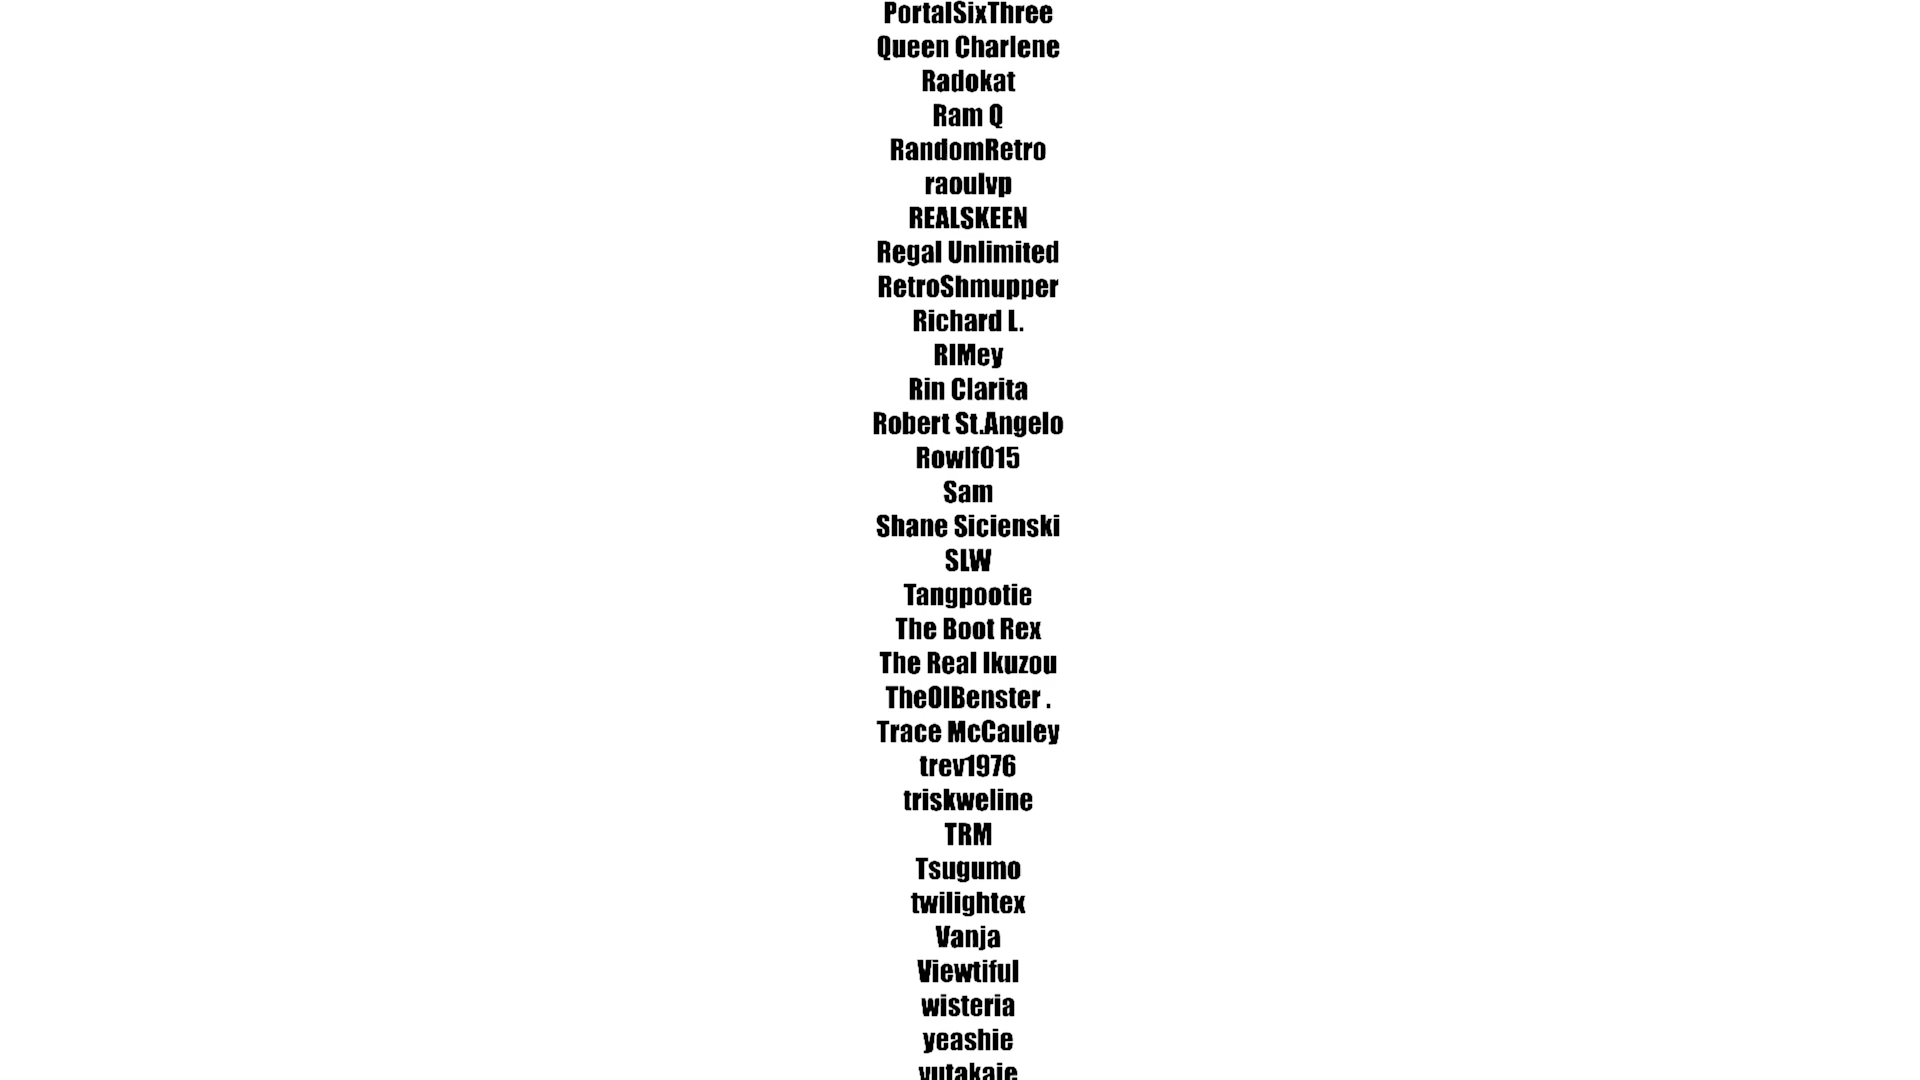 PortalSixThree
Queen Charlene
Radokat
Ram Q
RandomRetro
raoulvp
REALSKEEN
Regal Unlimited
RetroShmupper
Richard L.
RIMey
Rin Clarita
Robert St.Angelo
Rowlf015
Sam
Shane Sicienski
SLW
Tangpootie
The Boot Rex
The Real Ikuzou
TheOlBenster .
Trace McCauley
trev1976
triskweline
TRM
Tsugumo
twilightex
Vanja
Viewtiful
wisteria
yeashie